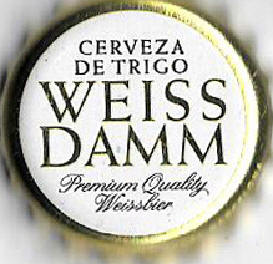 CERVEZA
DE TRIGO
WEISS
DAMM
Premium Quality
Weissbier